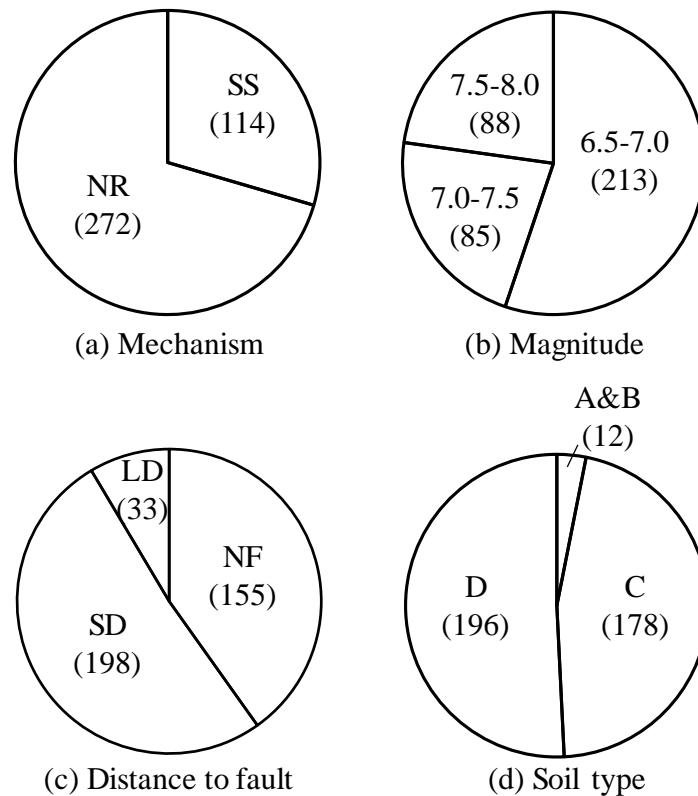 SS
(114)
NR
(272)
(a) Mechanism
7.5-8.0
(88)
6.5-7.0
(213)
7.0-7.5
(85)
(b) Magnitude
LD
(33)
NF
(155)
SD
(198)
(c) Distance to fault
A&B
(12)
D
(196)
C
(178)
(d) Soil type